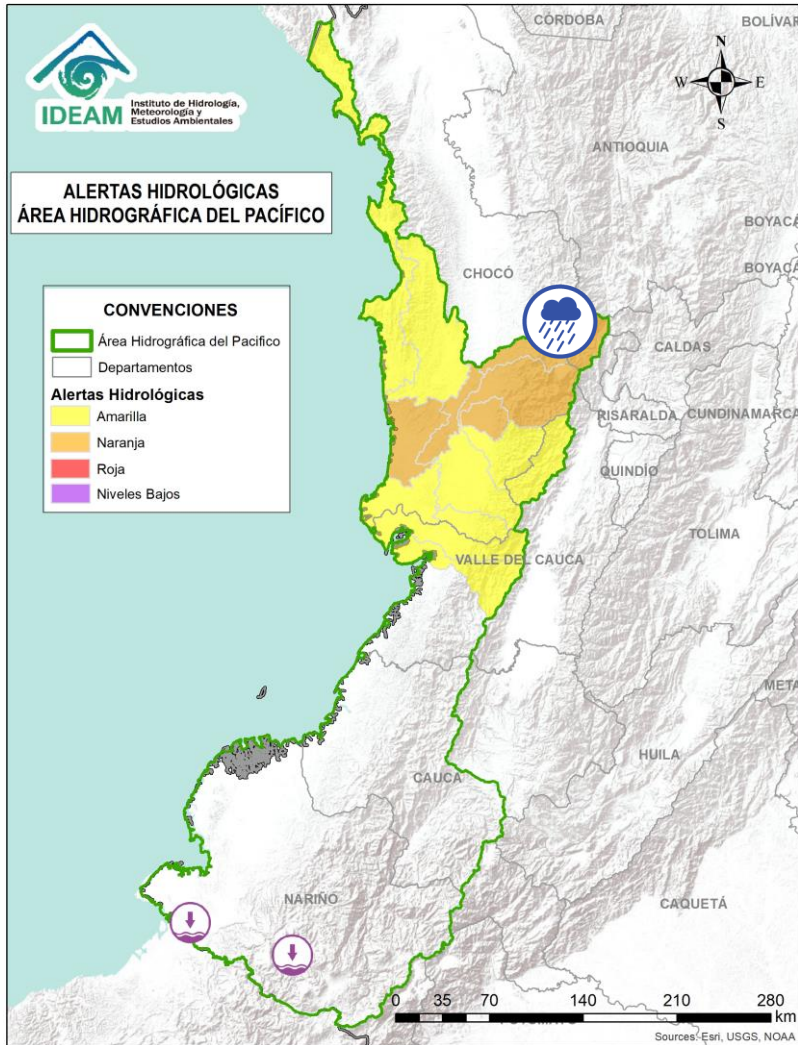 IDEAM
Instituto de Hidrología,
Meteorología y
Estudios Ambientales
ALERTAS HIDROLÓGICAS
ÁREA HIDROGRÁFICA DEL PACÍFICO
CÓRDOBA
BOLÍVAR
N
W
E
S
ANTIOQUIA
BOYACÁ
BOYACÁ
CHOCÓ
CONVENCIONES
Área Hidrográfica del Pacifico
Departamentos
Alertas Hidrológicas
Amarilla
Naranja
Roja
Niveles Bajos
CALDAS
RISARALDA
CUNDINAMARCA
QUINDÍO
TOLIMA
VALLE DEL CAUCA
META
HUILA
CAUCA
NARIÑO
CAQUETÁ
0 35 70 140 210 280
km
Sources: Esri, USGS, NOAA